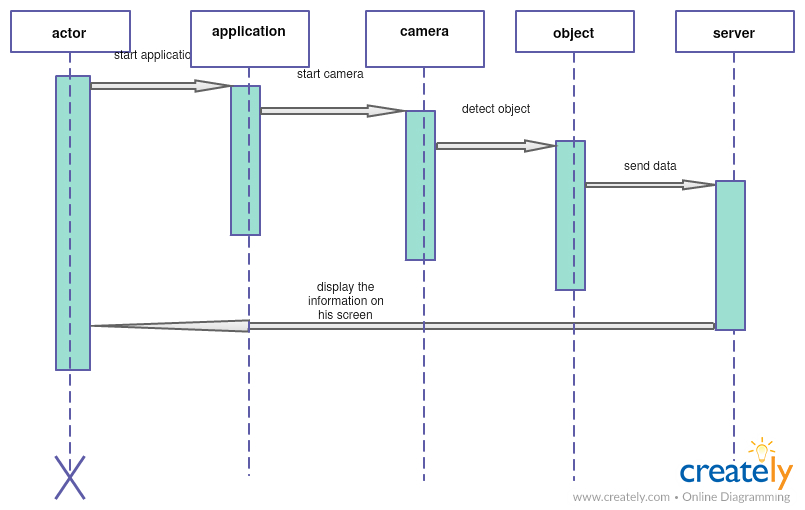 actor
application
camera
object
server
start applicatio
start camera
detect object
send data
display the
information on
his screen
creately
www.creately.com • Online Diagramming